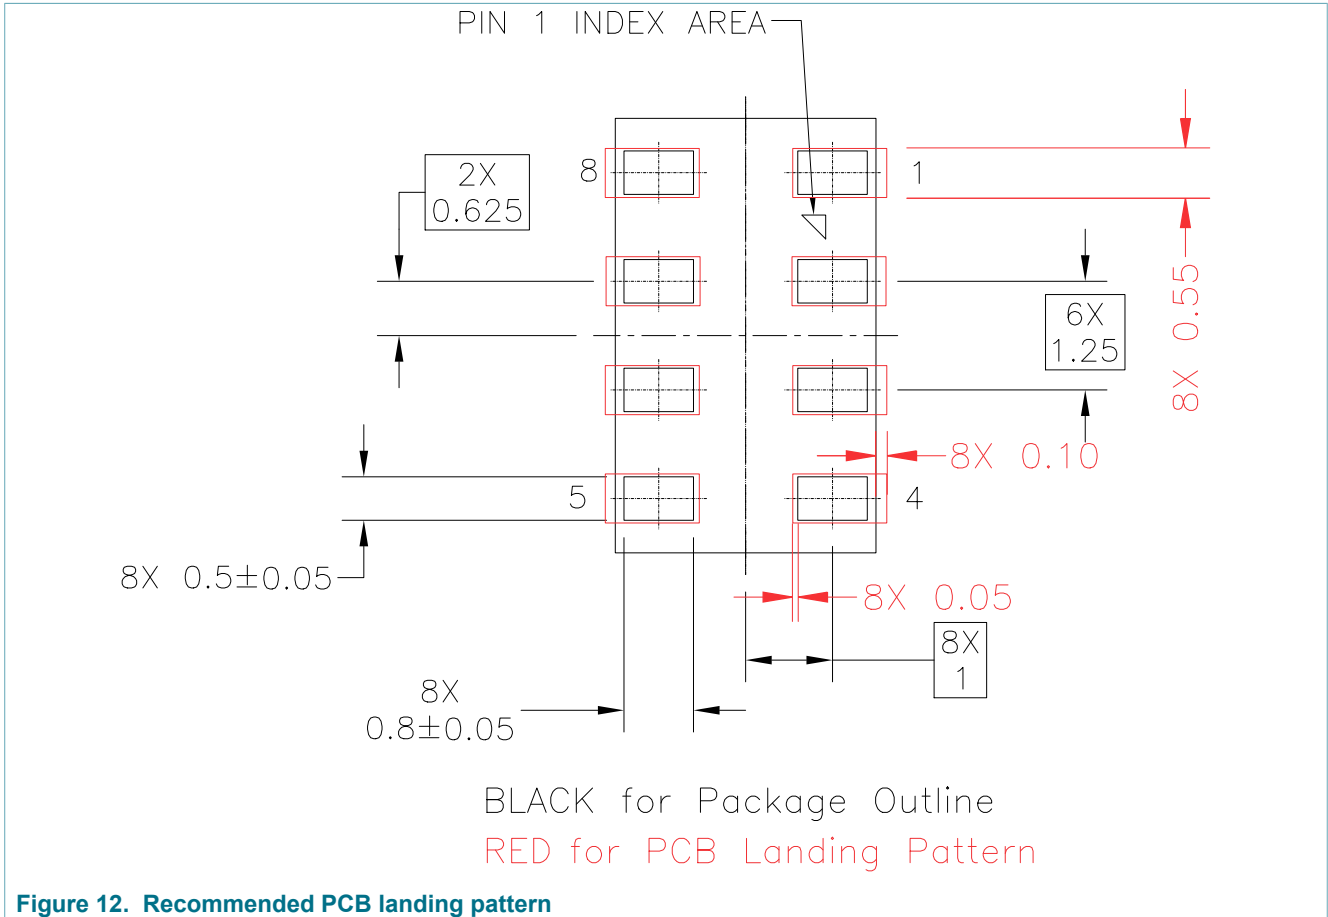 PIN 1 INDEX AREA
8
1
2X
0.625
8X 0.55
6X
1.25
8X 0.10
5
4
8X 0.5±0.05
8X 0.05
8X
1
8X
0.8±0.05
BLACK for Package Outline
RED for PCB Landing Pattern
Figure 12. Recommended PCB landing pattern